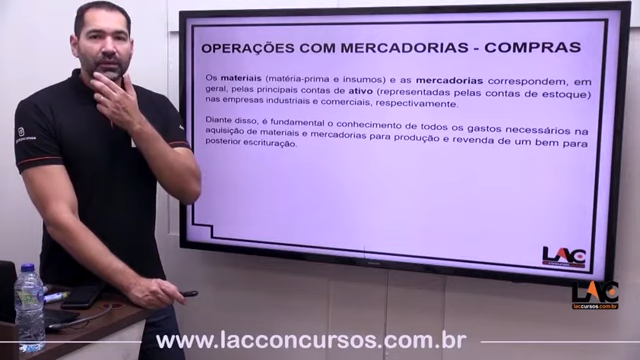 OPERAÇÕES COM MERCADORIAS - COMPRAS
Os materiais (matéria-prima e insumos) e as mercadorias correspondem, em
geral, pelas principais contas de ativo (representadas pelas contas de estoque)
nas empresas industriais e comerciais, respectivamente.
Diante disso, é fundamental o conhecimento de todos os gastos necessários na
aquisição de materiais e mercadorias para produção e revenda de um bem para
posterior escrituração.
LAC
LAC
laccursos.com.br
www.lacconcursos.com.br